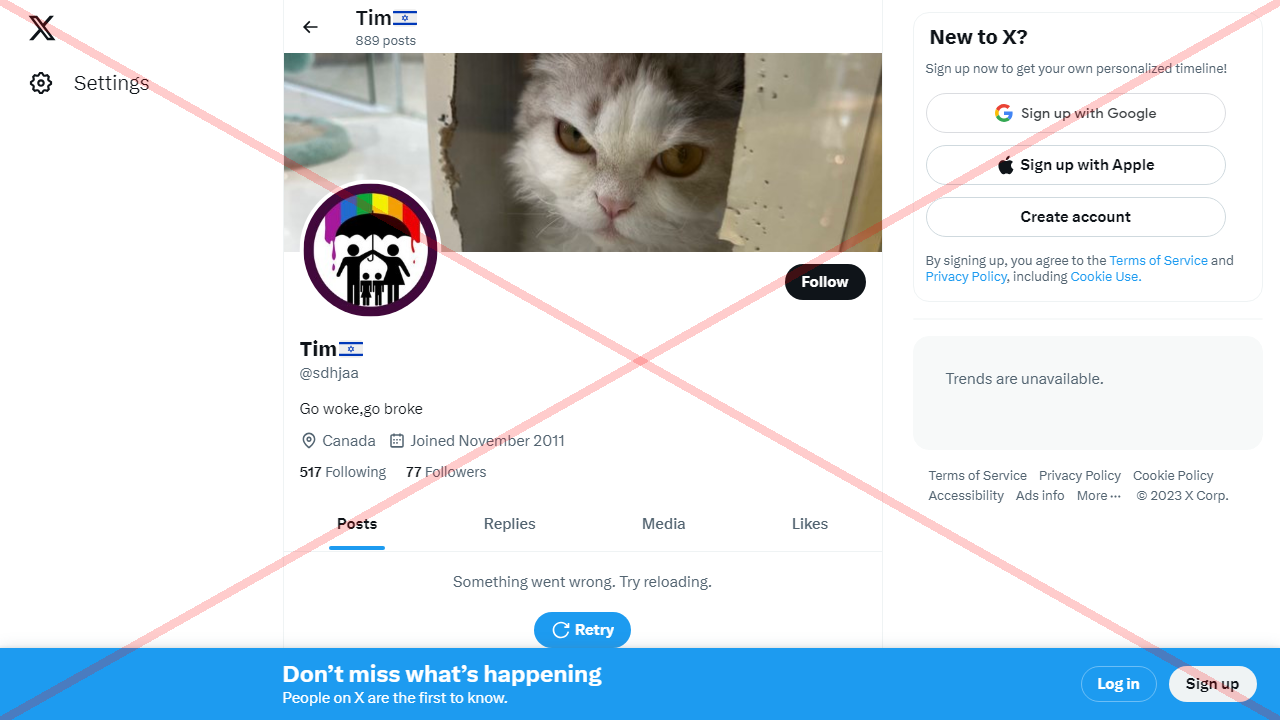 Settings
Tim🇮🇱
889 posts
Follow
Tim🇮🇱
@sdhjaa
Go woke,go broke
Canada Joined November 2011
517 Following 77 Followers
Posts Replies Media Likes
Something went wrong. Try reloading.
Retry
New to X?
Sign up now to get your own personalized timeline!
Sign up with Google
Sign up with Apple
Create account
By signing up, you agree to the Terms of Service and
Privacy Policy, including Cookie Use.
Trends are unavailable.
Terms of Service Privacy Policy Cookie Policy
Accessibility Ads info More ··· © 2023 X Corp.
Don’t miss what’s happening
People on X are the first to know.
Log in Sign up